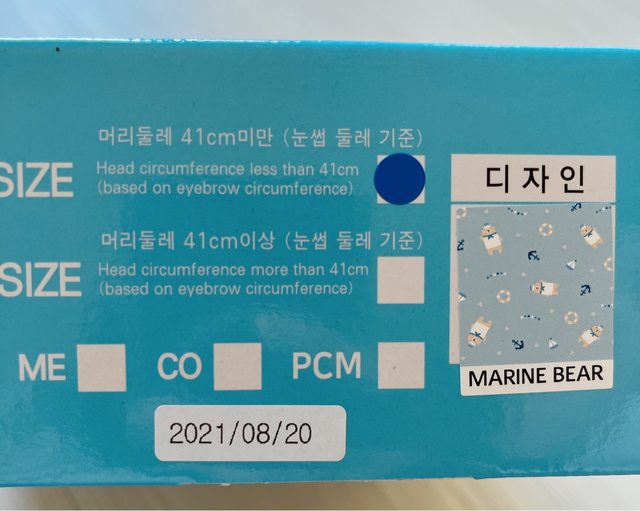 머리둘레 41cm미만 (눈썹 둘레 기준)
SIZE
Head circumference less than 41cm
(based on eyebrow circumference)
머리둘레 41cm이상 (눈썹 둘레 기준)
SIZE
Head circumference more than 41cm
(based on eyebrow circumference)
ME
CO
PCM
2021/08/20
디자인
MARINE BEAR